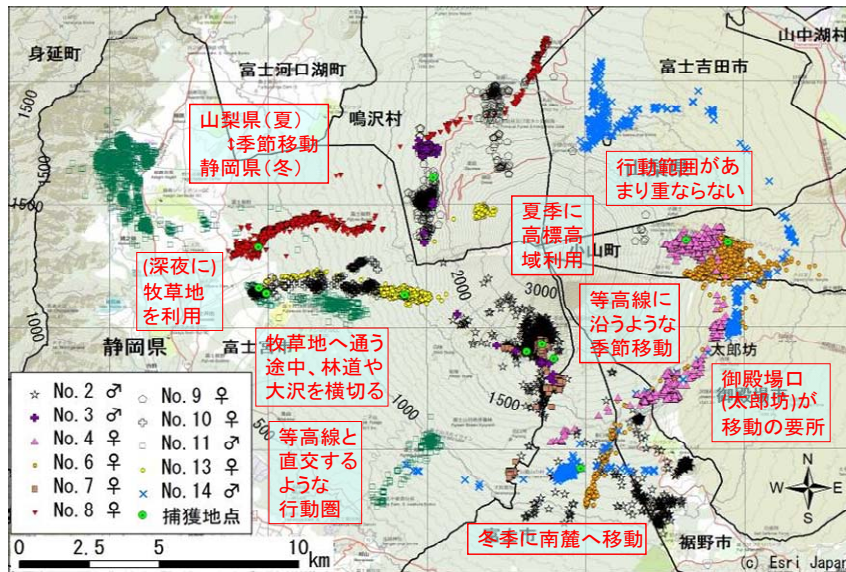 身延町
富士河口湖町
鳴沢村
富士吉田市
山中湖村
1500
1500
1500
1000
山梨県(夏)
↕季節移動
静岡県(冬)
行動範囲があ
まり重ならない
夏季に
高標高
域利用
小山町
(深夜に)
牧草地
を利用
2000
3000
等高線に
沿うような
季節移動
静岡県
牧草地へ通う
途中、林道や
大沢を横切る
太郎坊
御殿場口
(太郎坊)が
移動の要所
1500
1000
500
等高線と
直交する
ような
行動圏
No. 2 ♂
No. 3 ♂
No. 4 ♀
No. 6 ♀
No. 7 ♀
No. 8 ♀
No. 9 ♀
No. 10 ♀
No. 11 ♂
No. 13 ♀
No. 14 ♂
捕獲地点
0 2.5 5 10
km
冬季に南麓へ移動
裾野市
N
W E
S
(c) Esri Japan